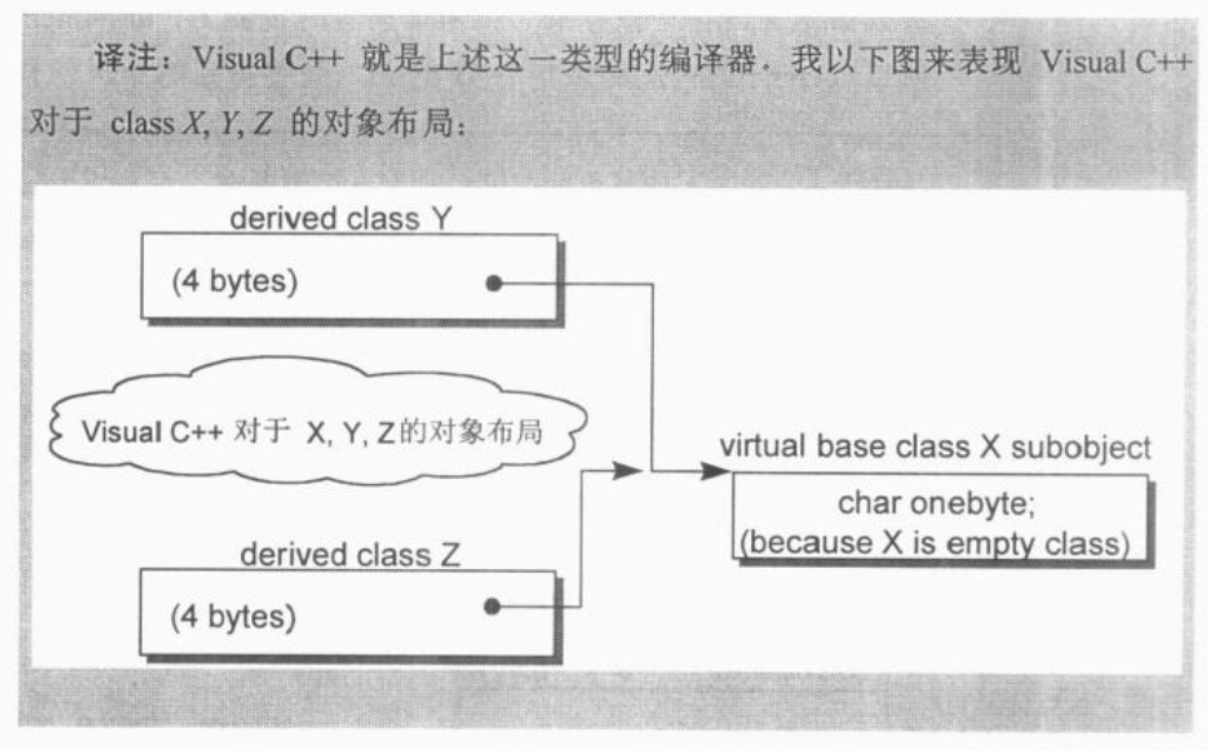 译注：Visual C++ 就是上述这一类型的编译器．我以下图来表现 Visual C++
对于 class X, Y, Z 的对象布局：
derived class Y
(4 bytes)
Visual C++ 对于 X, Y, Z的对象布局
virtual base class X subobject
char onebyte;
(because X is empty class)
derived class Z
(4 bytes)